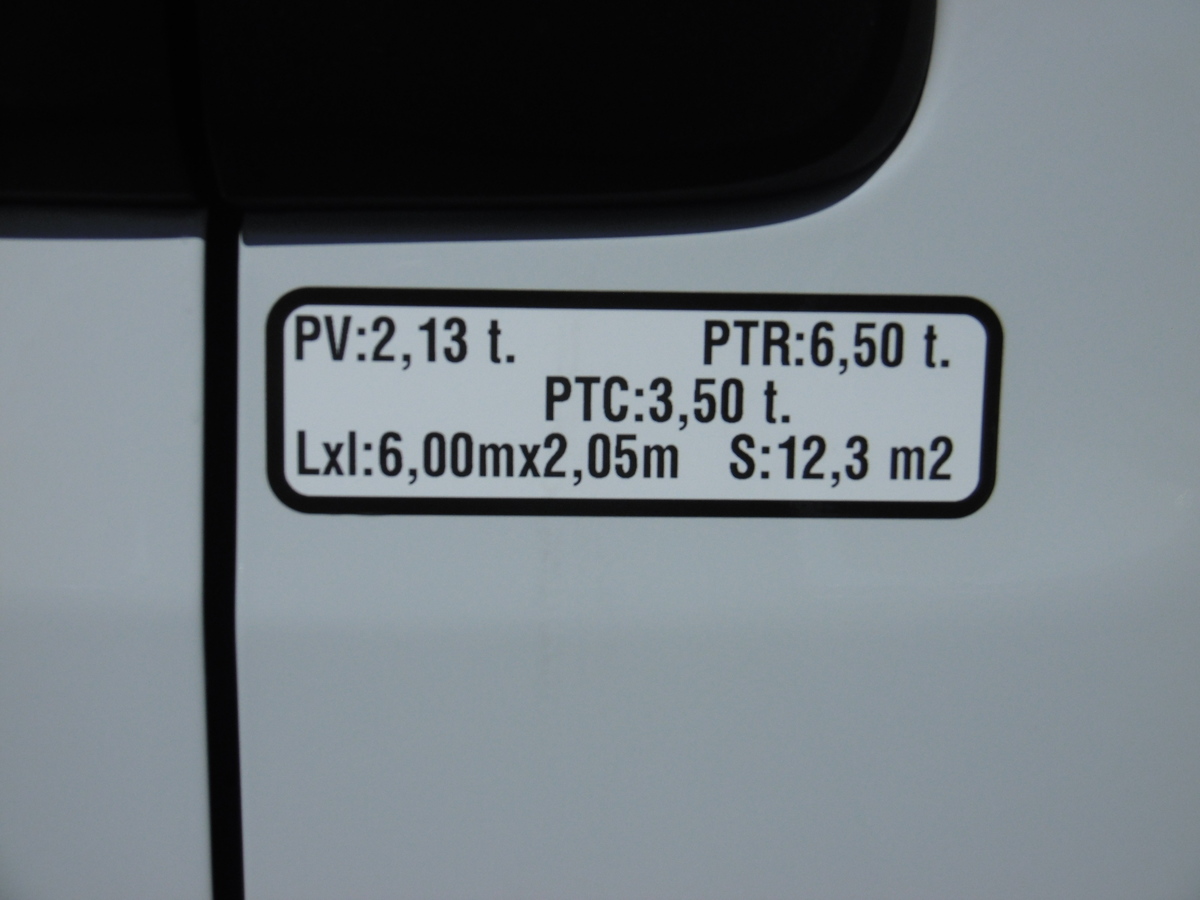 PV:2,13 t. PTR:6,50 t.
PTC:3,50 t.
Lxl:6,00mx2,05m S:12,3 m2